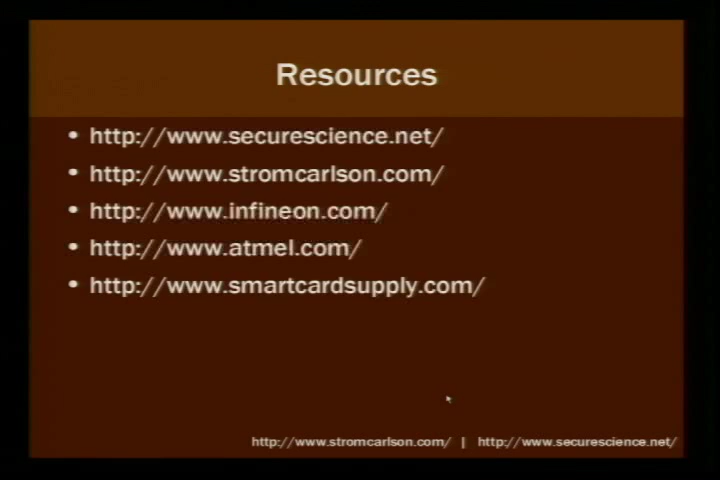 Resources
• http://www.securescience.net/
• http://www.stromcarlson.com/
• http://www.infineon.com/
• http://www.atmel.com/
• http://www.smartcardsupply.com/
http://www.stromcarlson.com/ | http://www.securescience.net/